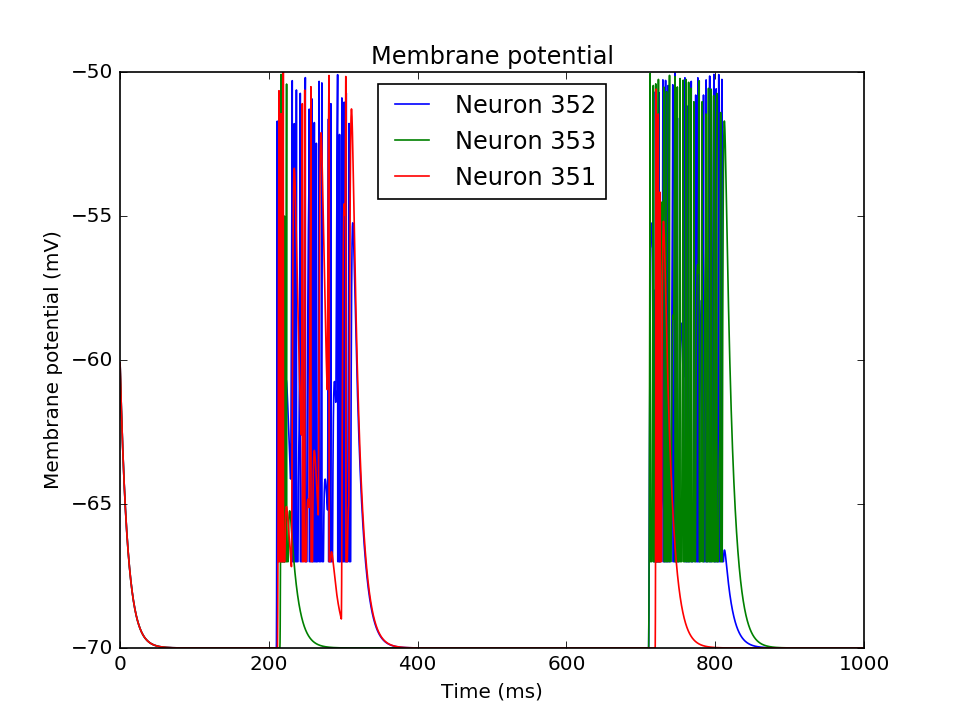 Membrane potential
Neuron 352
Neuron 353
Neuron 351
Membrane potential (mV)
−50
−55
−60
−65
−70
0 200 400 600 800 1000
Time (ms)